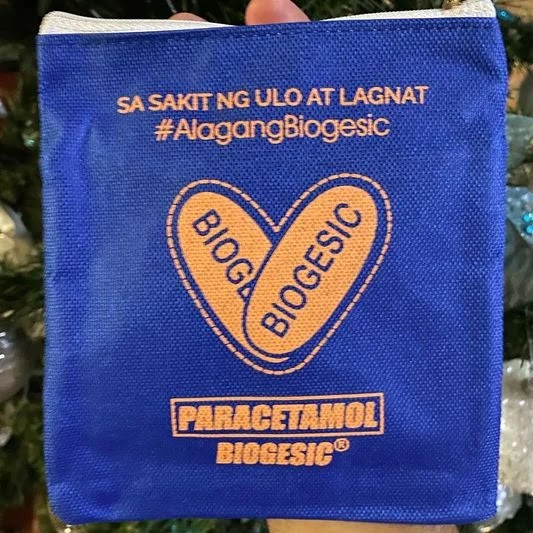 SA SAKIT NG ULO AT LAGNAT
#AlagangBiogesic
BIOGE
BIOGESIC
PARACETAMOL
BIOGESIC®